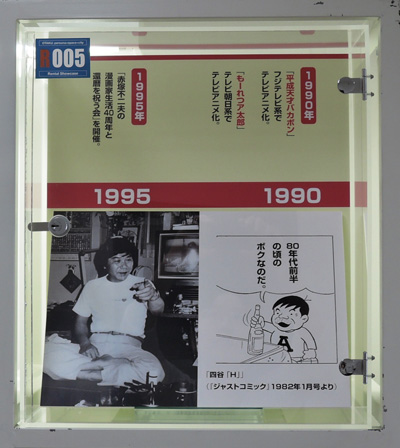 R005
Rental Showcase
1990年
「平成天才バカボン」
フジテレビ系で
テレビアニメ化。
「もーれつア太郎」
テレビ朝日系で
テレビアニメ化。
1995年
「赤塚不二夫の
漫画家生活40周年と
還暦を祝う会」を開催。
1995
1990
80年代前半
の頃の
ボクなのだ。
A
「四谷「H」」
(『ジャストコミック』1982年1月号より)